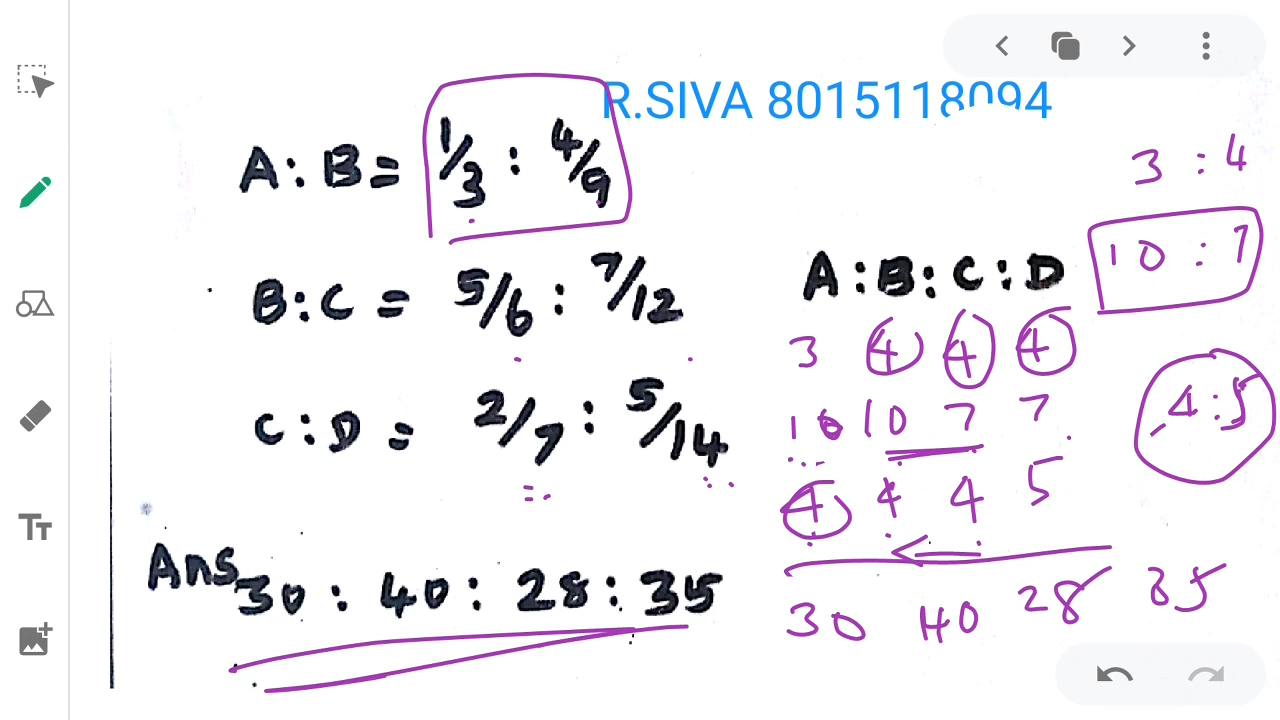 R.SIVA 8015118094
A:B= 1/3 : 4/9
3 : 4
B:C = 5/6 : 7/12
10 : 7
A:B:C:D
3 4 4 4
C:D = 2/7 : 5/14
10 10 7 7
4:5
4 4 4 5
Ans 30 : 40 : 28 : 35
30 40 28 35
TT